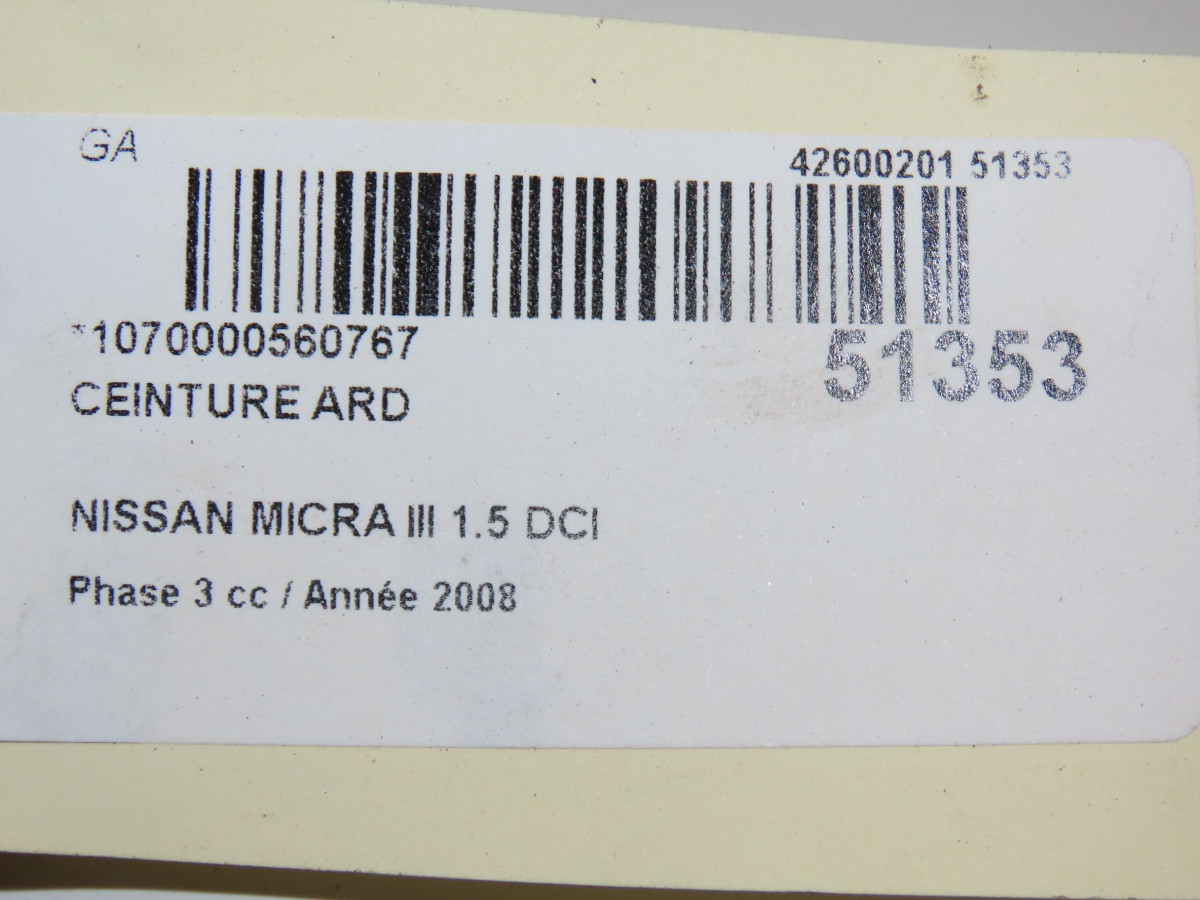 GA
42600201 51353
*1070000560767
51353
CEINTURE ARD
NISSAN MICRA III 1.5 DCI
Phase 3 cc / Année 2008